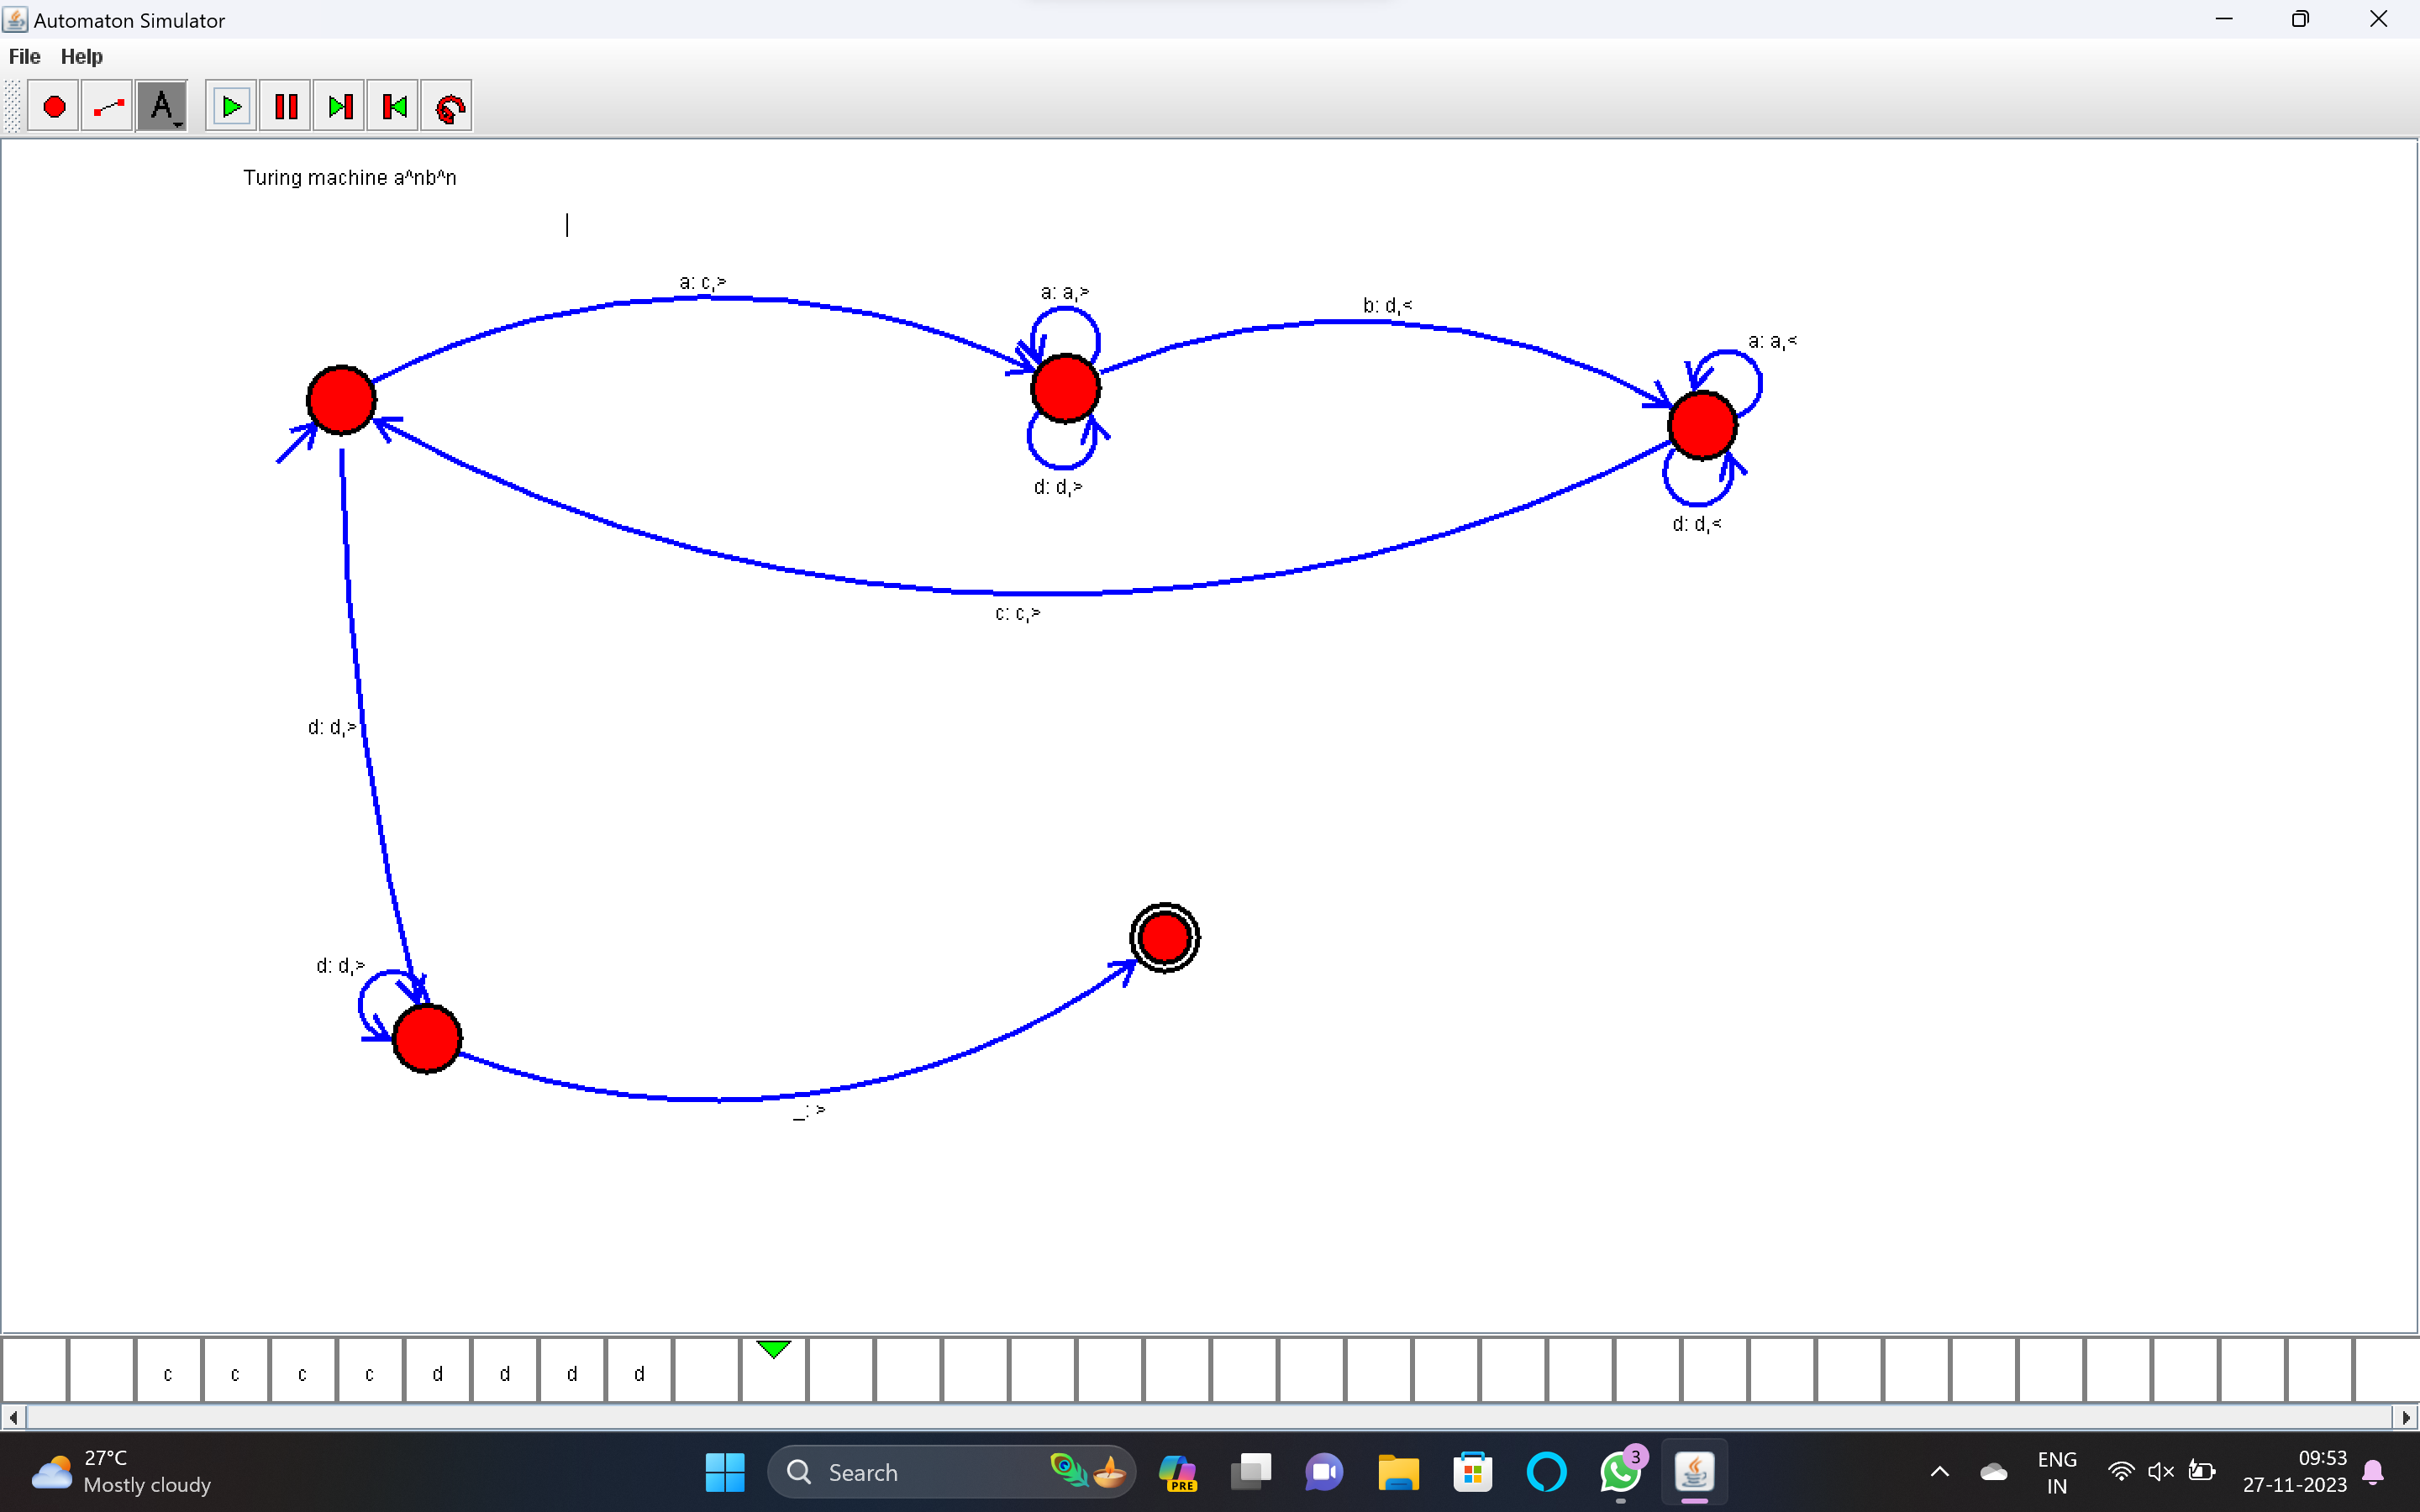 Automaton Simulator
File Help
A
Turing machine a^nb^n
a: c,>
a: a,>
b: d,<
a: a,<
d: d,>
d: d,<
c: c,>
d: d,>
d: d,>
_: >
c c c c d d d d
27°C
Mostly cloudy
Search
PRE
3
ENG
IN
09:53
27-11-2023